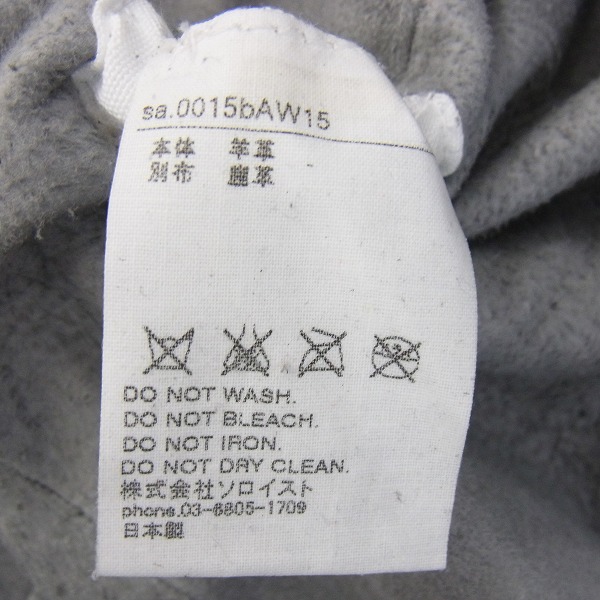 sa.0015bAW15
本体 羊革
別布 鹿革
DO NOT WASH.
DO NOT BLEACH.
DO NOT IRON.
DO NOT DRY CLEAN.
株式会社ソロイスト
phone.03-6805-1709
日本製